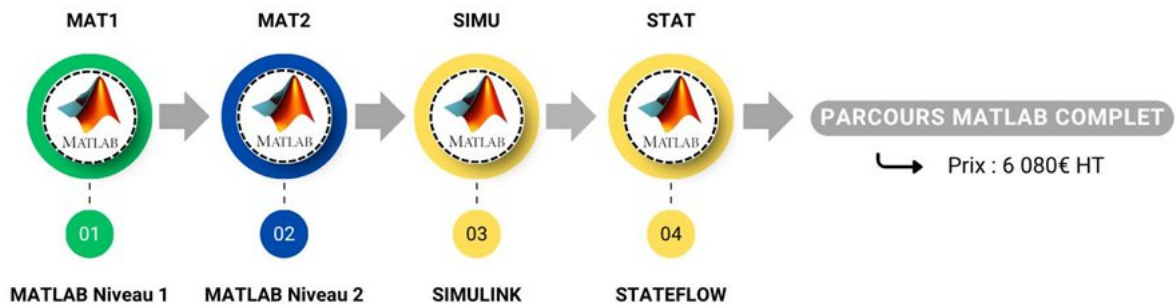 MAT1
MAT2
SIMU
STAT
MATLAB
MATLAB
MATLAB
MATLAB
PARCOURS MATLAB COMPLET
Prix : 6 080€ HT
01
02
03
04
MATLAB Niveau 1
MATLAB Niveau 2
SIMULINK
STATEFLOW